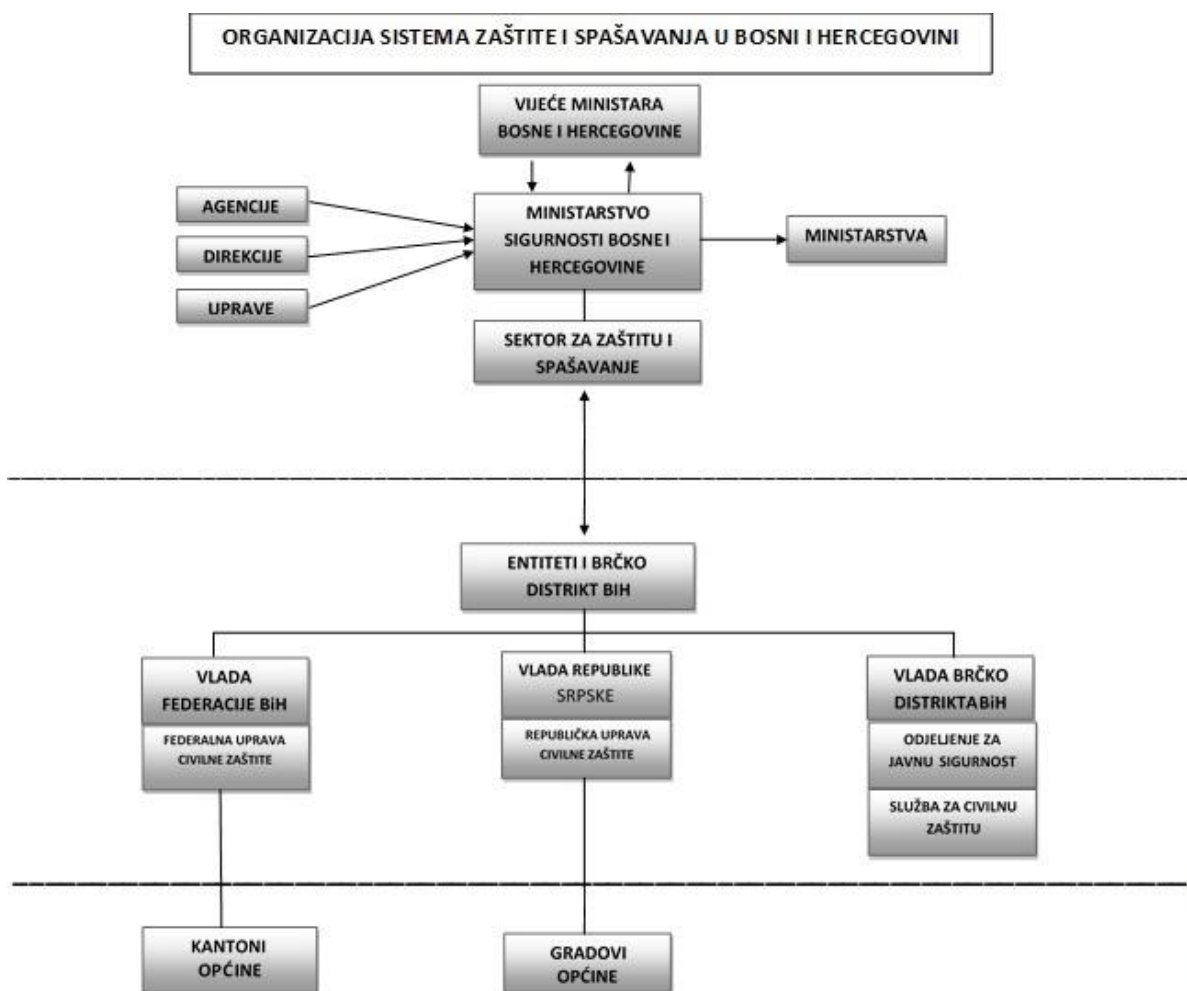 ORGANIZACIJA SISTEMA ZAŠTITE I SPAŠAVANJA U BOSNI I HERCEGOVINI
VIJEĆE MINISTARA
BOSNE I HERCEGOVINE
AGENCIJE
DIREKCIJE
UPRAVE
MINISTARSTVO
SIGURNOSTI BOSNE I
HERCEGOVINE
MINISTARSTVA
SEKTOR ZA ZAŠTITU I
SPAŠAVANJE
ENTITETI I BRČKO
DISTRIKT BIH
VLADA
FEDERACIJE BiH
FEDERALNA UPRAVA
CIVILNE ZAŠTITE
VLADA REPUBLIKE
SRPSKE
REPUBLIČKA UPRAVA
CIVILNE ZAŠTITE
VLADA BRČKO
DISTRIKTA BiH
ODJELJENJE ZA
JAVNU SIGURNOST
SLUŽBA ZA CIVILNU
ZAŠTITU
KANTONI
OPĆINE
GRADOVI
OPĆINE